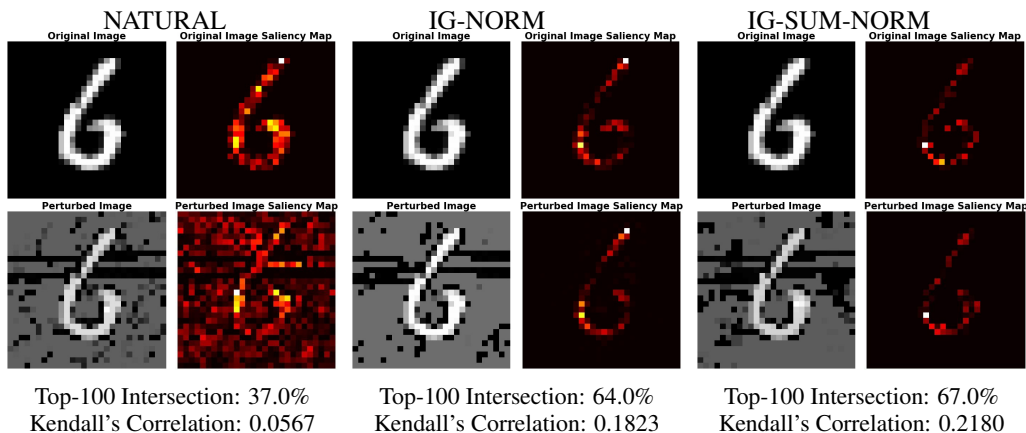 NATURAL IG-NORM IG-SUM-NORM
Original Image Original Image Saliency Map Original Image Original Image Saliency Map Original Image Original Image Saliency Map
Perturbed Image Perturbed Image Saliency Map Perturbed Image Perturbed Image Saliency Map Perturbed Image Perturbed Image Saliency Map
Top-100 Intersection: 37.0% Top-100 Intersection: 64.0% Top-100 Intersection: 67.0%
Kendall's Correlation: 0.0567 Kendall's Correlation: 0.1823 Kendall's Correlation: 0.2180